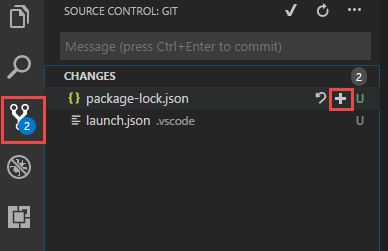 SOURCE CONTROL: GIT
Message (press Ctrl+Enter to commit)
CHANGES 2
{ } package-lock.json U
launch.json .vscode U
2